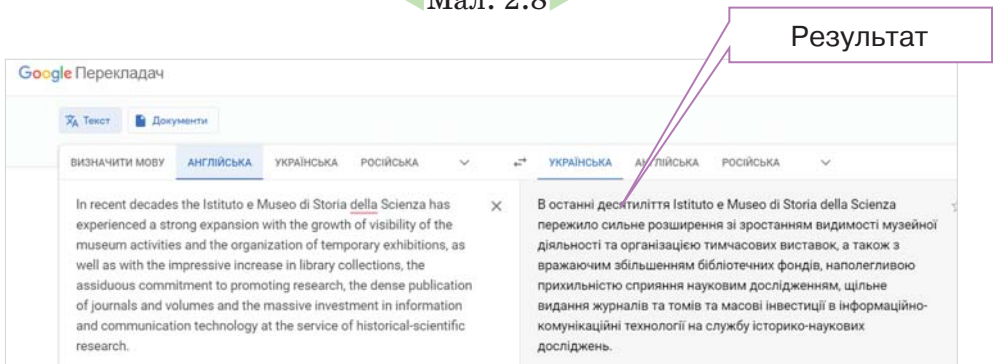 Мал. 2.8
Результат
Google Перекладач
Текст
Документи
ВИЗНАЧИТИ МОВУ АНГЛІЙСЬКА УКРАЇНСЬКА РОСІЙСЬКА
УКРАЇНСЬКА АНГЛІЙСЬКА РОСІЙСЬКА
In recent decades the Istituto e Museo di Storia della Scienza has
experienced a strong expansion with the growth of visibility of the
museum activities and the organization of temporary exhibitions, as
well as with the impressive increase in library collections, the
assiduous commitment to promoting research, the dense publication
of journals and volumes and the massive investment in information
and communication technology at the service of historical-scientific
research.
В останні десятиліття Istituto e Museo di Storia della Scienza
пережило сильне розширення зі зростанням видимості музейної
діяльності та організацією тимчасових виставок, а також з
вражаючим збільшенням бібліотечних фондів, наполегливою
прихильністю сприяння науковим дослідженням, щільне
видання журналів та томів та масові інвестиції в інформаційно-
комунікаційні технології на службу історико-наукових
досліджень.